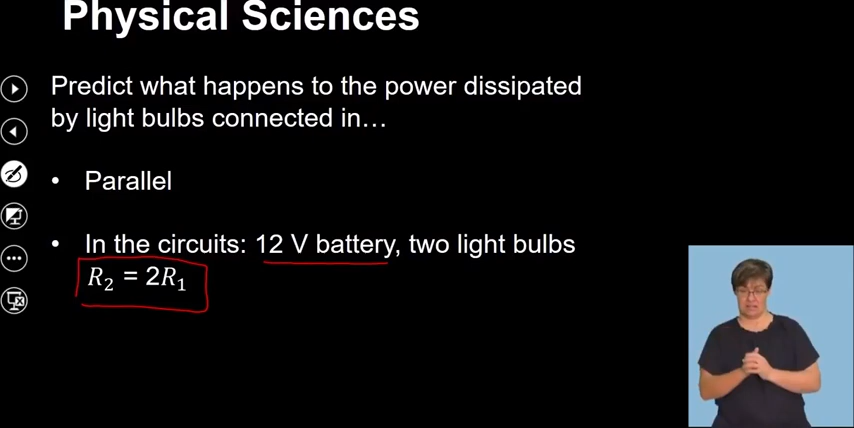 Physical Sciences
Predict what happens to the power dissipated
by light bulbs connected in…
• Parallel
• In the circuits: 12 V battery, two light bulbs
R₂ = 2R₁